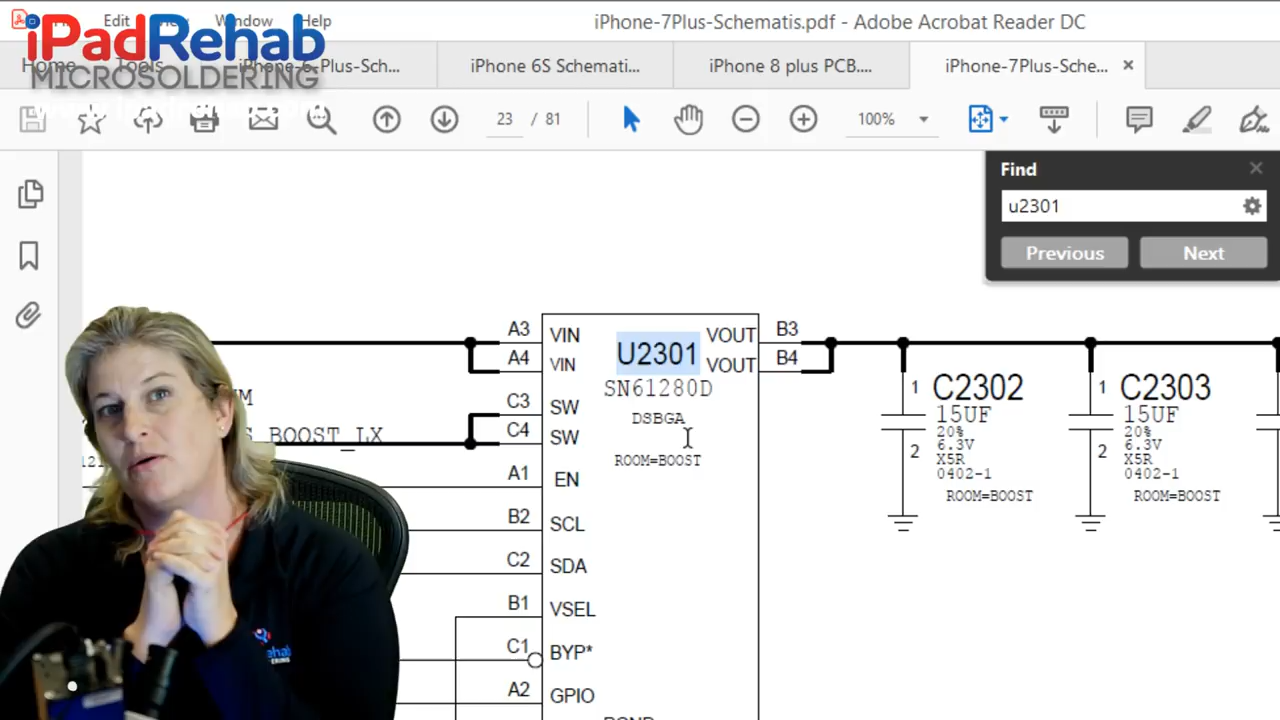 Edit View Window Help
iPhone-7Plus-Schematis.pdf - Adobe Acrobat Reader DC
iPadRehab
MICROSOLDERING
Home Tools
iPhone 6S Schemati...
iPhone 8 plus PCB....
iPhone-7Plus-Sche...
23 / 81
100%
Find
u2301
Previous Next
A3 VIN
A4 VIN
C3 SW
C4 SW
A1 EN
B2 SCL
C2 SDA
B1 VSEL
C1 BYP*
A2 GPIO
U2301
SN61280D
DSBGA
ROOM=BOOST
VOUT B3
VOUT B4
BOOST_LX
1 C2302
15UF
20%
6.3V
2 X5R
0402-1
ROOM=BOOST
1 C2303
15UF
20%
6.3V
2 X5R
0402-1
ROOM=BOOST